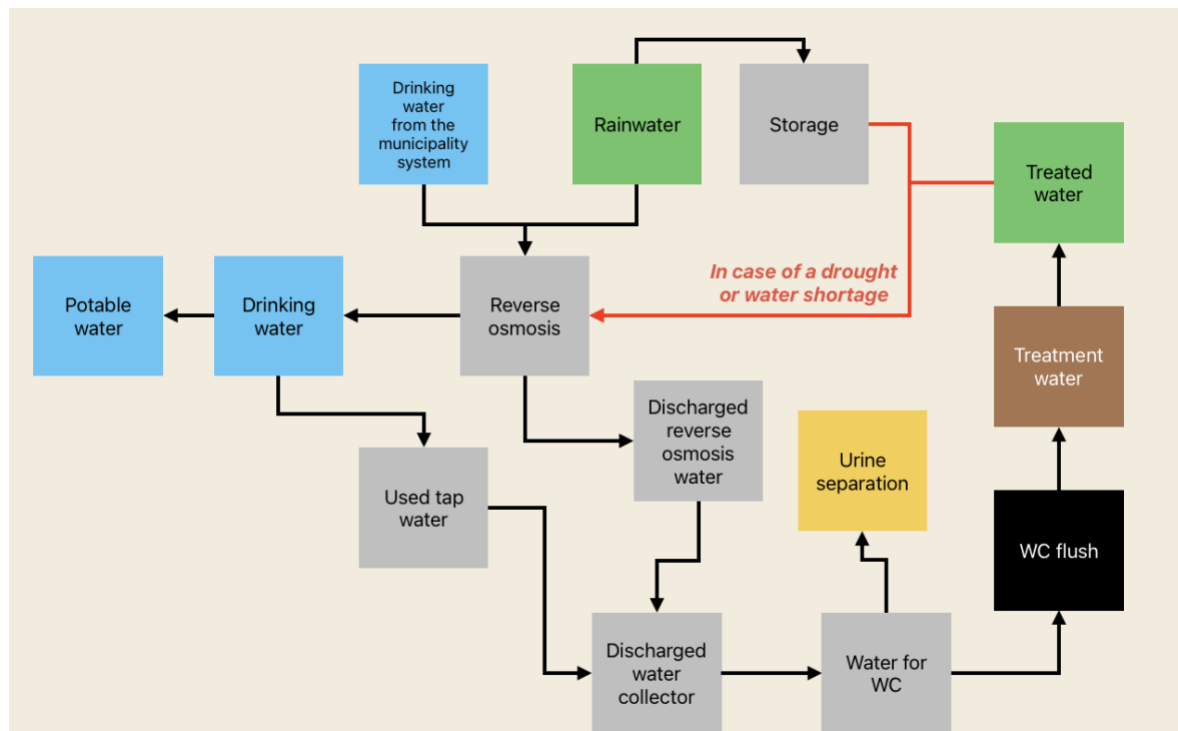 Drinking
water
from the
municipality
system
Rainwater
Storage
Treated
water
In case of a drought
or water shortage
Potable
water
Drinking
water
Reverse
osmosis
Treatment
water
Discharged
reverse
osmosis
water
Urine
separation
Used tap
water
WC flush
Discharged
water
collector
Water for
WC